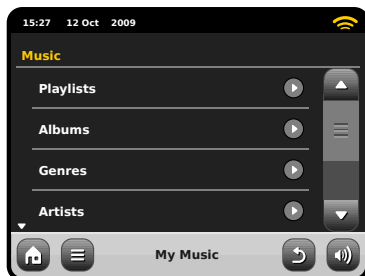 15:27 12 Oct 2009
Music
Playlists
Albums
Genres
Artists
My Music